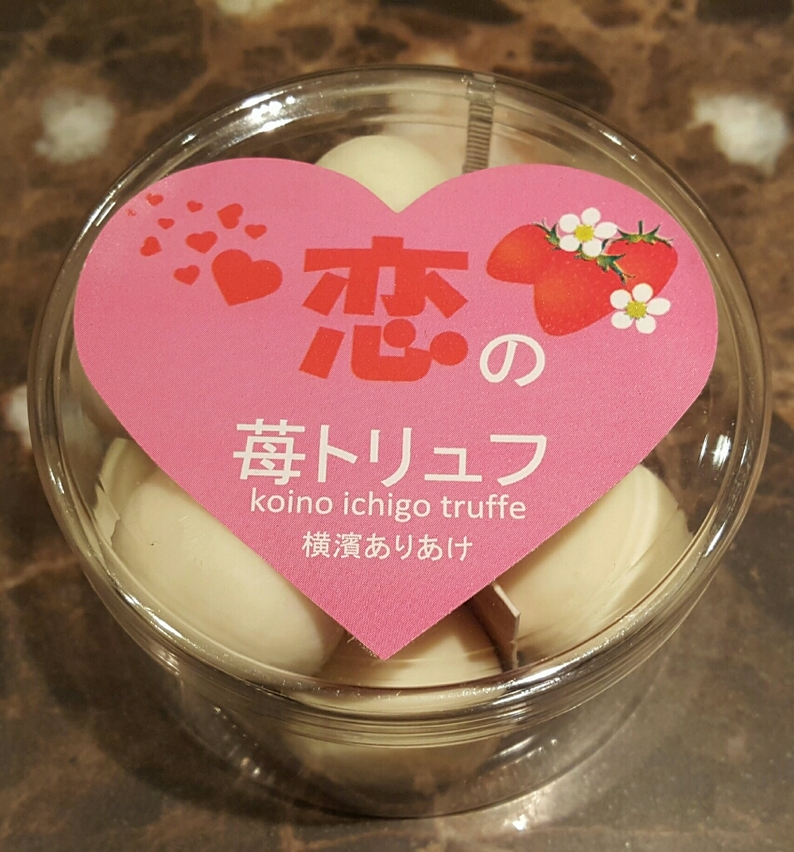 恋の
苺トリュフ
koino ichigo truffe
横濱ありあけ